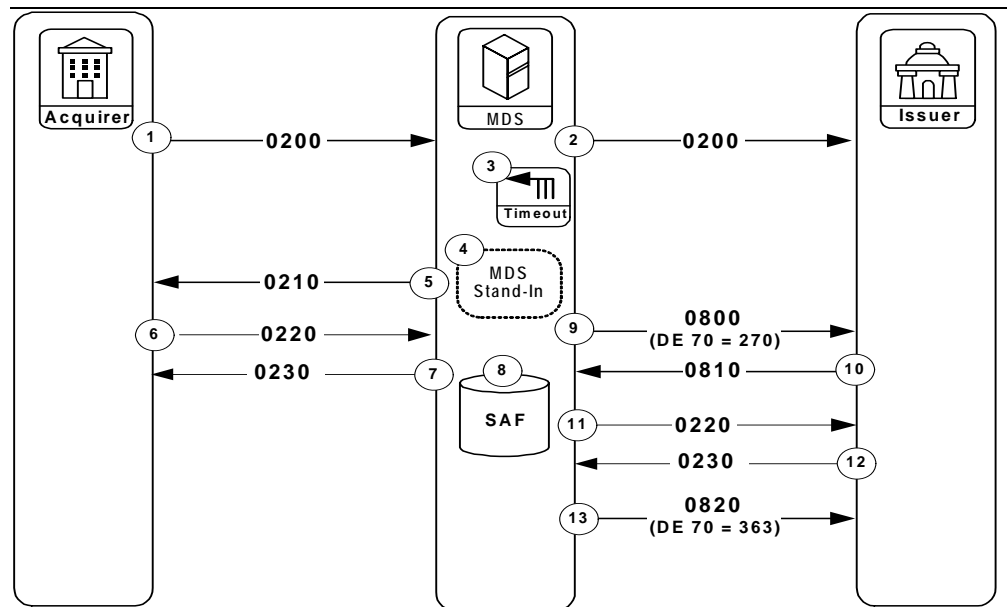 Acquirer
MDS
Issuer
1
0200
2
0200
3
Timeout
4
MDS
Stand-In
0210
5
6
0220
9
0800
(DE 70 = 270)
0230
7
8
0810
10
SAF
11
0220
0230
12
13
0820
(DE 70 = 363)